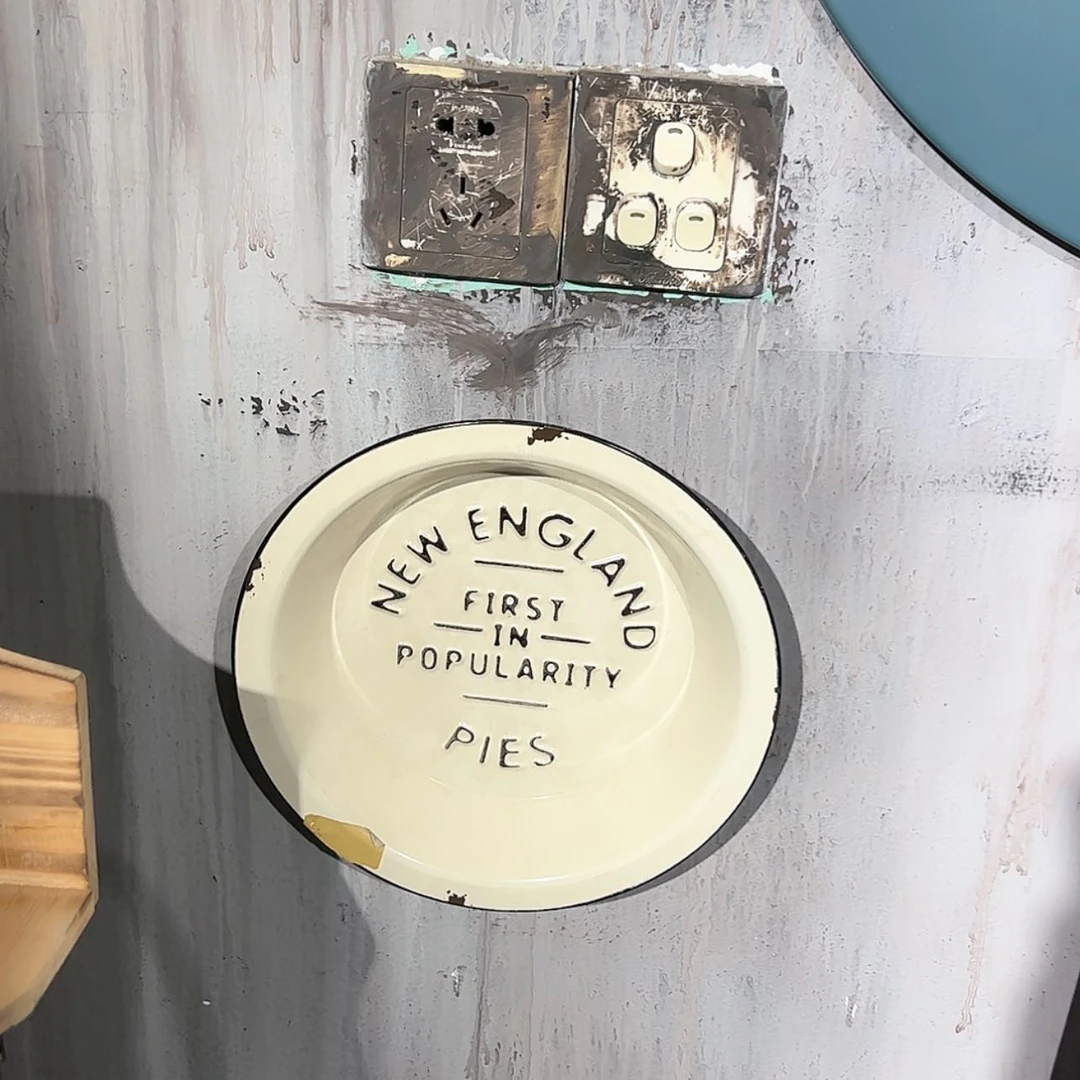 NEW ENGLAND
FIRST
IN
POPULARITY
PIES